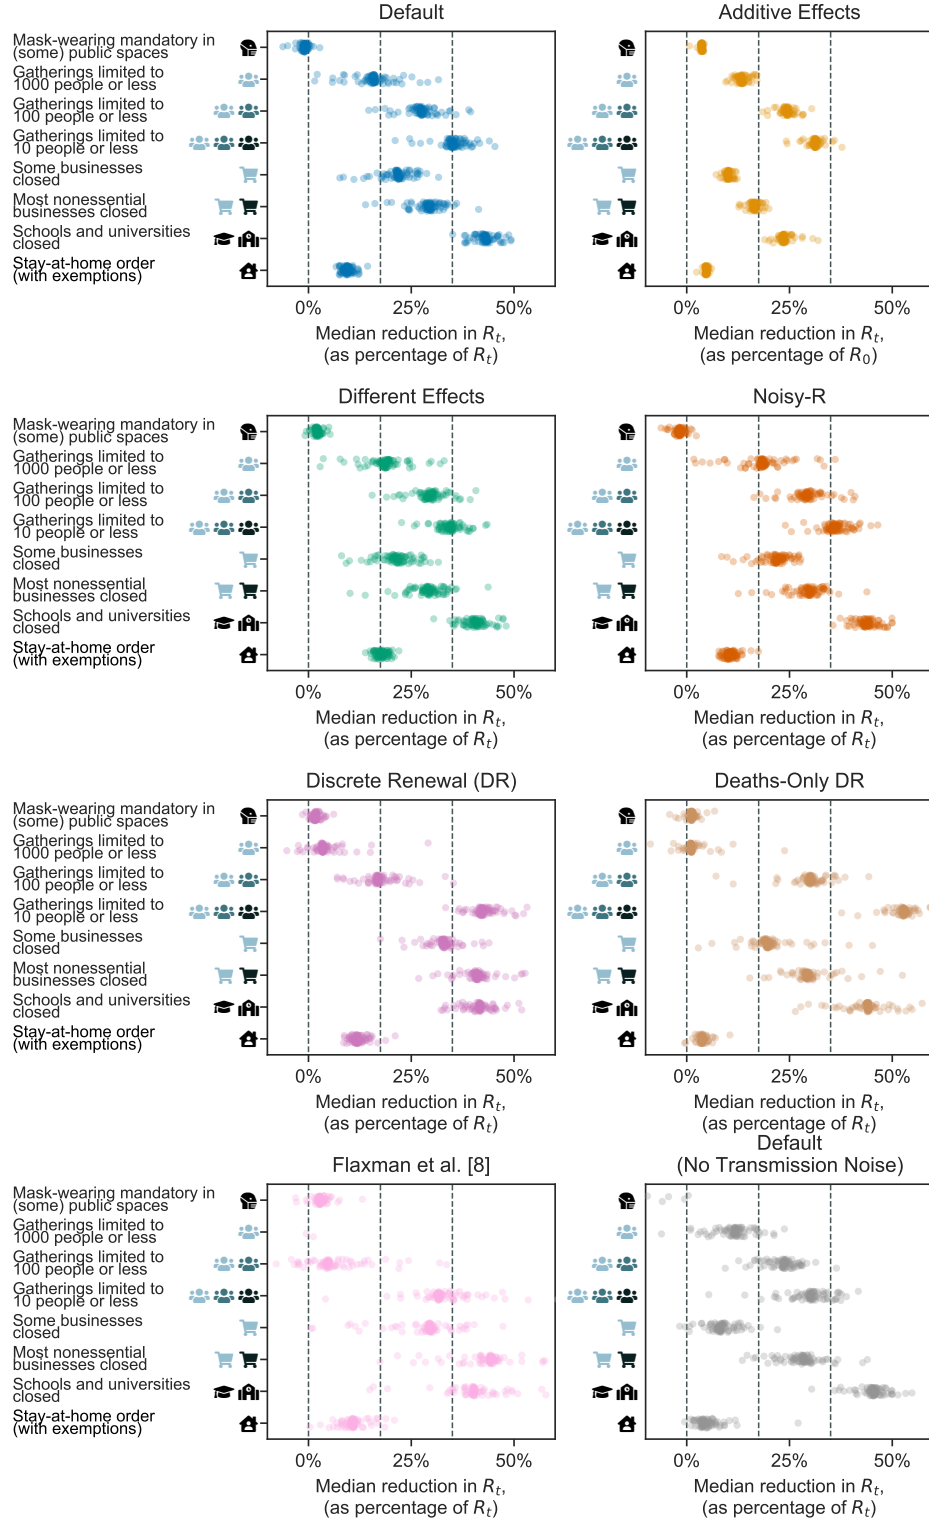 Default
Mask-wearing mandatory in
(some) public spaces
Gatherings limited to
1000 people or less
Gatherings limited to
100 people or less
Gatherings limited to
10 people or less
Some businesses
closed
Most nonessential
businesses closed
Schools and universities
closed
Stay-at-home order
(with exemptions)
0% 25% 50%
Median reduction in Rt,
(as percentage of Rt)
Additive Effects
0% 25% 50%
Median reduction in Rt,
(as percentage of R0)
Different Effects
Mask-wearing mandatory in
(some) public spaces
Gatherings limited to
1000 people or less
Gatherings limited to
100 people or less
Gatherings limited to
10 people or less
Some businesses
closed
Most nonessential
businesses closed
Schools and universities
closed
Stay-at-home order
(with exemptions)
0% 25% 50%
Median reduction in Rt,
(as percentage of Rt)
Noisy-R
0% 25% 50%
Median reduction in Rt,
(as percentage of Rt)
Discrete Renewal (DR)
Mask-wearing mandatory in
(some) public spaces
Gatherings limited to
1000 people or less
Gatherings limited to
100 people or less
Gatherings limited to
10 people or less
Some businesses
closed
Most nonessential
businesses closed
Schools and universities
closed
Stay-at-home order
(with exemptions)
0% 25% 50%
Median reduction in Rt,
(as percentage of Rt)
Deaths-Only DR
0% 25% 50%
Median reduction in Rt,
(as percentage of Rt)
Flaxman et al. [8]
Mask-wearing mandatory in
(some) public spaces
Gatherings limited to
1000 people or less
Gatherings limited to
100 people or less
Gatherings limited to
10 people or less
Some businesses
closed
Most nonessential
businesses closed
Schools and universities
closed
Stay-at-home order
(with exemptions)
0% 25% 50%
Median reduction in Rt,
(as percentage of Rt)
Default
(No Transmission Noise)
0% 25% 50%
Median reduction in Rt,
(as percentage of Rt)